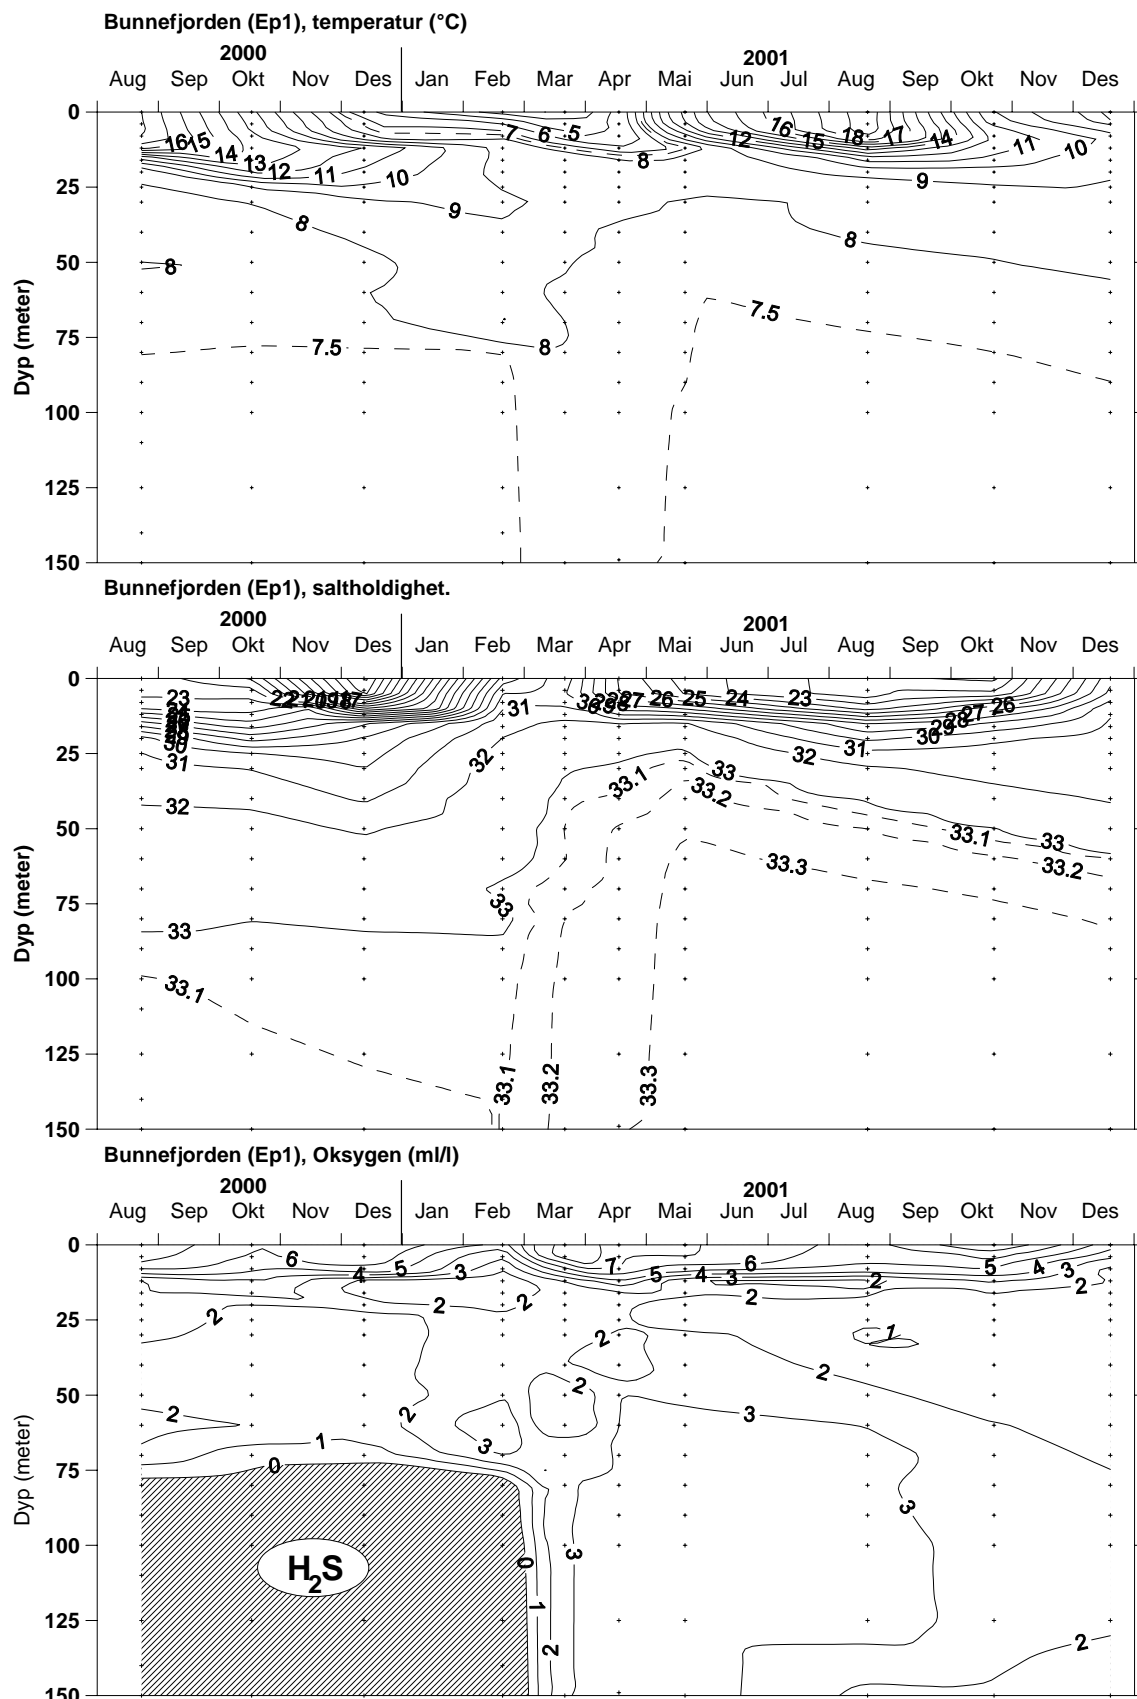 Bunnefjorden (Ep1), temperatur (°C)
2000 2001
Aug Sep Okt Nov Des Jan Feb Mar Apr Mai Jun Jul Aug Sep Okt Nov Des
0
25
50
75
100
125
150
Dyp (meter)
16 15 14 13 12 11 10 9 8 8 7.5 7 6 5 8 8 12 16 15 18 17 14 11 10 9 8 7.5
Bunnefjorden (Ep1), saltholdighet.
2000 2001
Aug Sep Okt Nov Des Jan Feb Mar Apr Mai Jun Jul Aug Sep Okt Nov Des
0
25
50
75
100
125
150
Dyp (meter)
23 29 30 31 32 33 33.1 22 31 32 33 33.1 33.2 33.3 27 26 25 24 23 33.1 33 33.2 32 31 30 29 28 27 26 33.3 33.1 33 33.2
Bunnefjorden (Ep1), Oksygen (ml/l)
2000 2001
Aug Sep Okt Nov Des Jan Feb Mar Apr Mai Jun Jul Aug Sep Okt Nov Des
0
25
50
75
100
125
150
Dyp (meter)
6 4 5 3 2 2 2 2 1 0 2 3 7 5 4 3 6 2 2 2 2 1 2 3 3 5 4 3 2 0 1 2 3 2
H2S